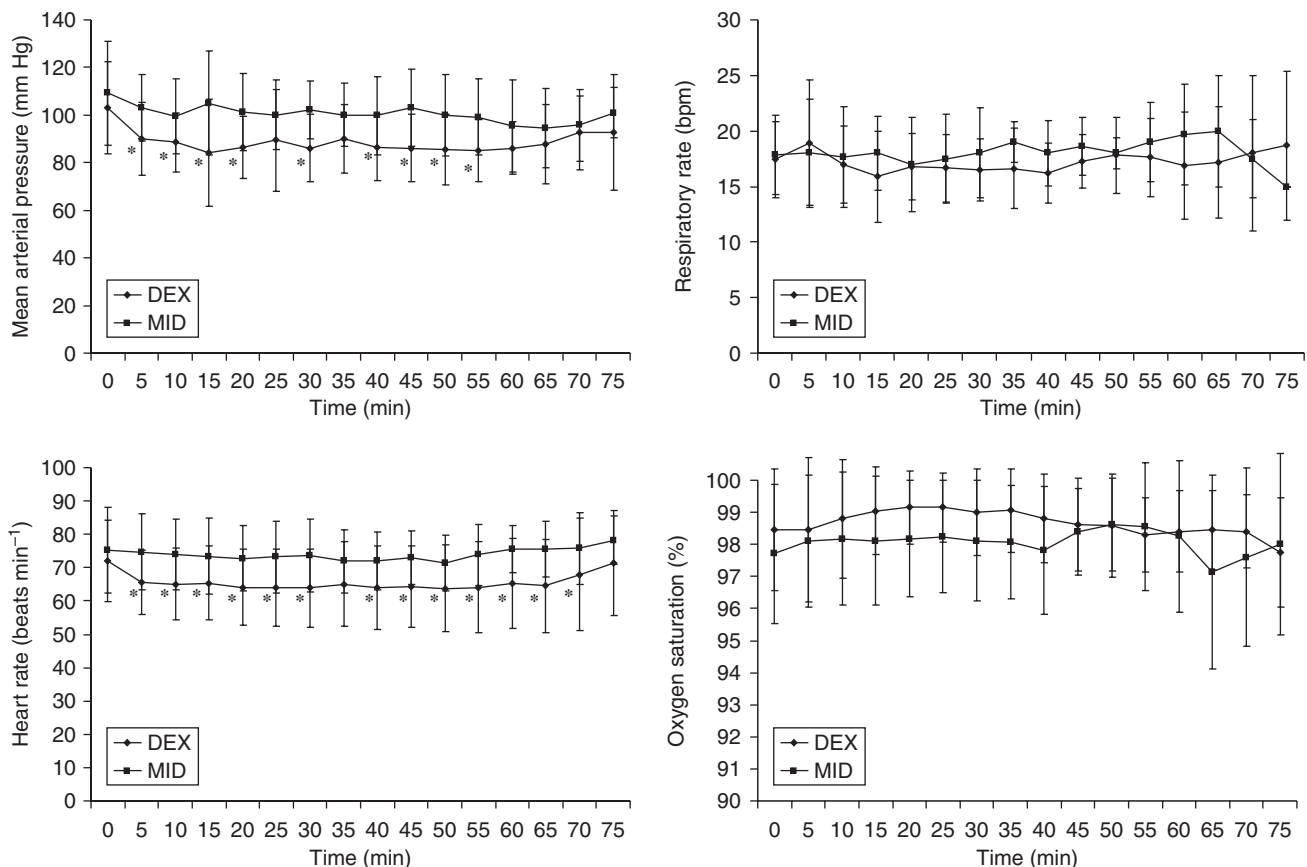 Mean arterial pressure (mm Hg)
140
120
100
80
60
40
20
0
* * * * * * * * *
DEX
MID
0 5 10 15 20 25 30 35 40 45 50 55 60 65 70 75
Time (min)
Respiratory rate (bpm)
30
25
20
15
10
5
0
DEX
MID
0 5 10 15 20 25 30 35 40 45 50 55 60 65 70 75
Time (min)
Heart rate (beats min⁻¹)
100
90
80
70
60
50
40
30
20
10
0
* * * * * * * * * * * * *
DEX
MID
0 5 10 15 20 25 30 35 40 45 50 55 60 65 70 75
Time (min)
Oxygen saturation (%)
100
99
98
97
96
95
94
93
92
91
90
DEX
MID
0 5 10 15 20 25 30 35 40 45 50 55 60 65 70 75
Time (min)